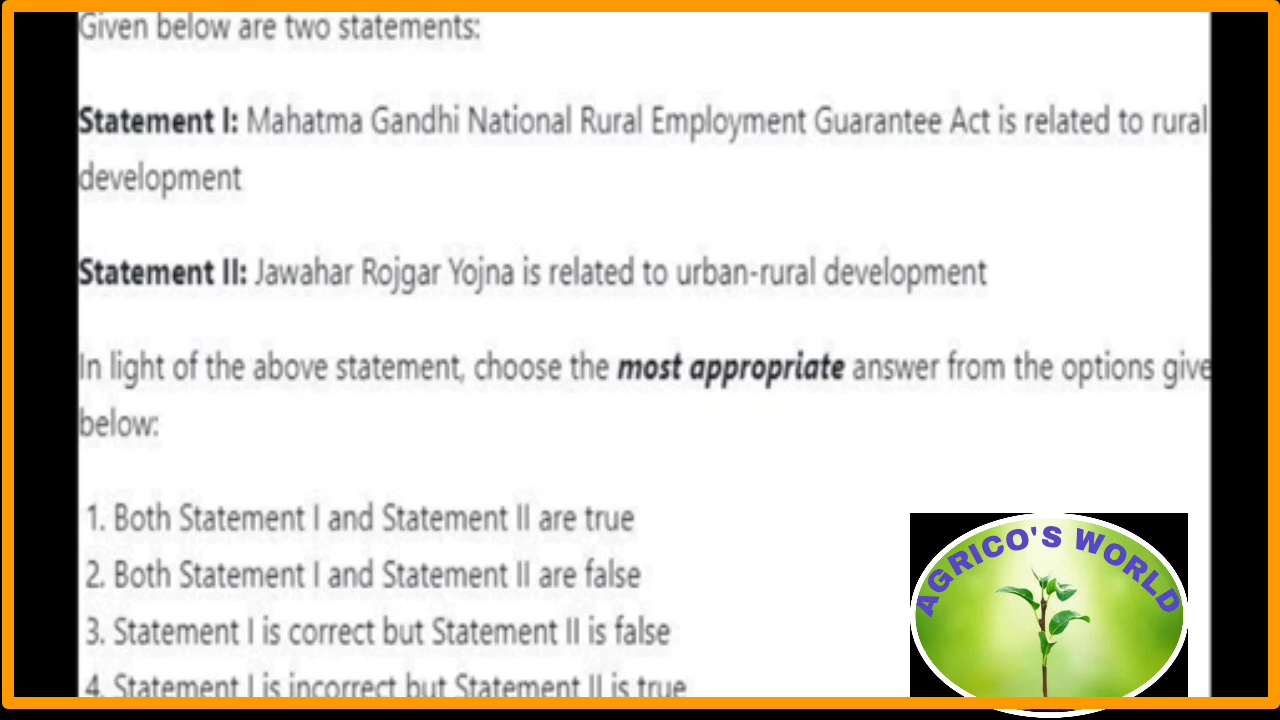 Given below are two statements:
Statement I: Mahatma Gandhi National Rural Employment Guarantee Act is related to rural
development
Statement II: Jawahar Rojgar Yojna is related to urban-rural development
In light of the above statement, choose the most appropriate answer from the options give
below:
1. Both Statement I and Statement II are true
2. Both Statement I and Statement II are false
3. Statement I is correct but Statement II is false
4. Statement I is incorrect but Statement II is true
AGRICO'S WORLD